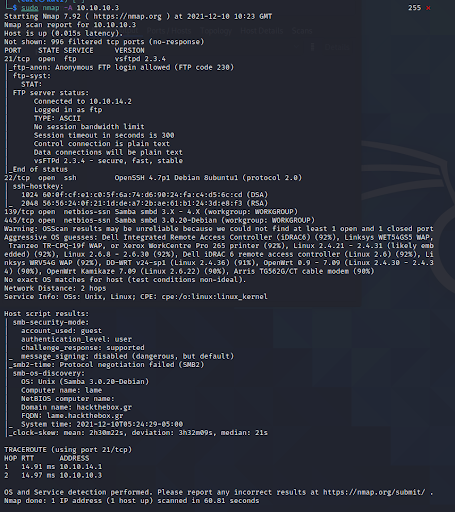 sudo nmap -A 10.10.10.3
255
Starting Nmap 7.92 ( https://nmap.org ) at 2021-12-10 10:23 GMT
Nmap scan report for 10.10.10.3
Host is up (0.015s latency).
Not shown: 996 filtered tcp ports (no-response)
PORT STATE SERVICE VERSION
21/tcp open ftp vsftpd 2.3.4
|_ftp-anon: Anonymous FTP login allowed (FTP code 230)
| ftp-syst:
| STAT:
| FTP server status:
| Connected to 10.10.14.2
| Logged in as ftp
| TYPE: ASCII
| No session bandwidth limit
| Session timeout in seconds is 300
| Control connection is plain text
| Data connections will be plain text
| vsFTPd 2.3.4 - secure, fast, stable
|_End of status
22/tcp open ssh OpenSSH 4.7p1 Debian 8ubuntu1 (protocol 2.0)
| ssh-hostkey:
| 1024 60:0f:cf:e1:c0:5f:6a:74:d6:90:24:fa:c4:d5:6c:cd (DSA)
|_ 2048 56:56:24:0f:21:1d:de:a7:2b:ae:61:b1:24:3d:e8:f3 (RSA)
139/tcp open netbios-ssn Samba smbd 3.X - 4.X (workgroup: WORKGROUP)
445/tcp open netbios-ssn Samba smbd 3.0.20-Debian (workgroup: WORKGROUP)
Warning: OSScan results may be unreliable because we could not find at least 1 open and 1 closed port
Aggressive OS guesses: Dell Integrated Remote Access Controller (iDRAC6) (92%), Linksys WET54GS5 WAP,
Tranzeo TR-CPQ-19f WAP, or Xerox WorkCentre Pro 265 printer (92%), Linux 2.4.21 - 2.4.31 (likely emb
edded) (92%), Linux 2.6.8 - 2.6.30 (92%), Dell iDRAC 6 remote access controller (Linux 2.6) (92%), Li
nksys WRV54G WAP (92%), DD-WRT v24-sp1 (Linux 2.4.36) (91%), OpenWrt 0.9 - 7.09 (Linux 2.4.30 - 2.4.3
4) (90%), OpenWrt Kamikaze 7.09 (Linux 2.6.22) (90%), Arris TG562G/CT cable modem (90%)
No exact OS matches for host (test conditions non-ideal).
Network Distance: 2 hops
Service Info: OSs: Unix, Linux; CPE: cpe:/o:linux:linux_kernel
Host script results:
| smb-security-mode:
| account_used: guest
| authentication_level: user
| challenge_response: supported
|_ message_signing: disabled (dangerous, but default)
|_smb2-time: Protocol negotiation failed (SMB2)
| smb-os-discovery:
| OS: Unix (Samba 3.0.20-Debian)
| Computer name: lame
| NetBIOS computer name:
| Domain name: hackthebox.gr
| FQDN: lame.hackthebox.gr
|_ System time: 2021-12-10T05:24:29-05:00
|_clock-skew: mean: 2h30m22s, deviation: 3h32m09s, median: 21s
TRACEROUTE (using port 21/tcp)
HOP RTT ADDRESS
1 14.91 ms 10.10.14.1
2 14.97 ms 10.10.10.3
OS and Service detection performed. Please report any incorrect results at https://nmap.org/submit/ .
Nmap done: 1 IP address (1 host up) scanned in 60.81 seconds